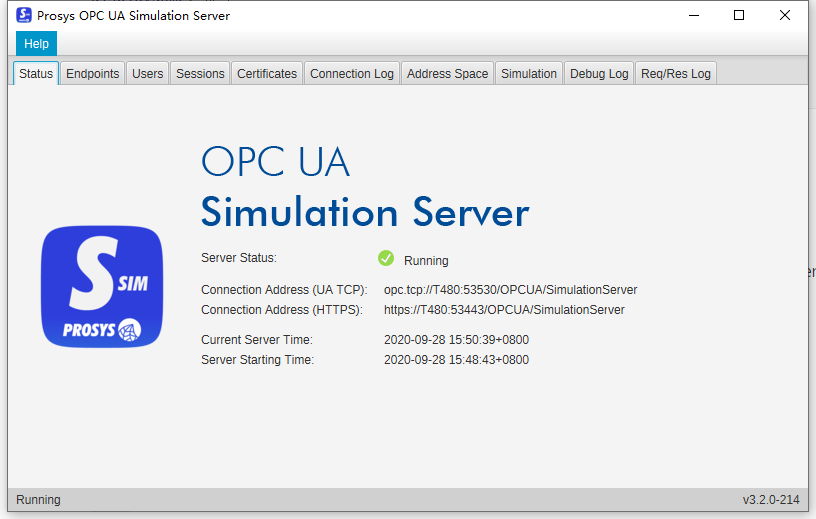 Prosys OPC UA Simulation Server
Help
Status Endpoints Users Sessions Certificates Connection Log Address Space Simulation Debug Log Req/Res Log
OPC UA
Simulation Server
S SIM
PROSYS
Server Status: Running
Connection Address (UA TCP): opc.tcp://T480:53530/OPCUA/SimulationServer
Connection Address (HTTPS): https://T480:53443/OPCUA/SimulationServer
Current Server Time: 2020-09-28 15:50:39+0800
Server Starting Time: 2020-09-28 15:48:43+0800
Running v3.2.0-214